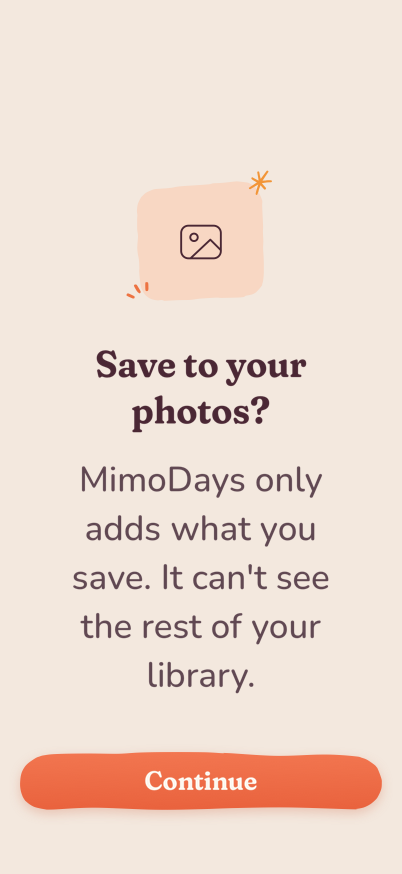 Save to your
photos?
MimoDays only
adds what you
save. It can't see
the rest of your
library.
Continue